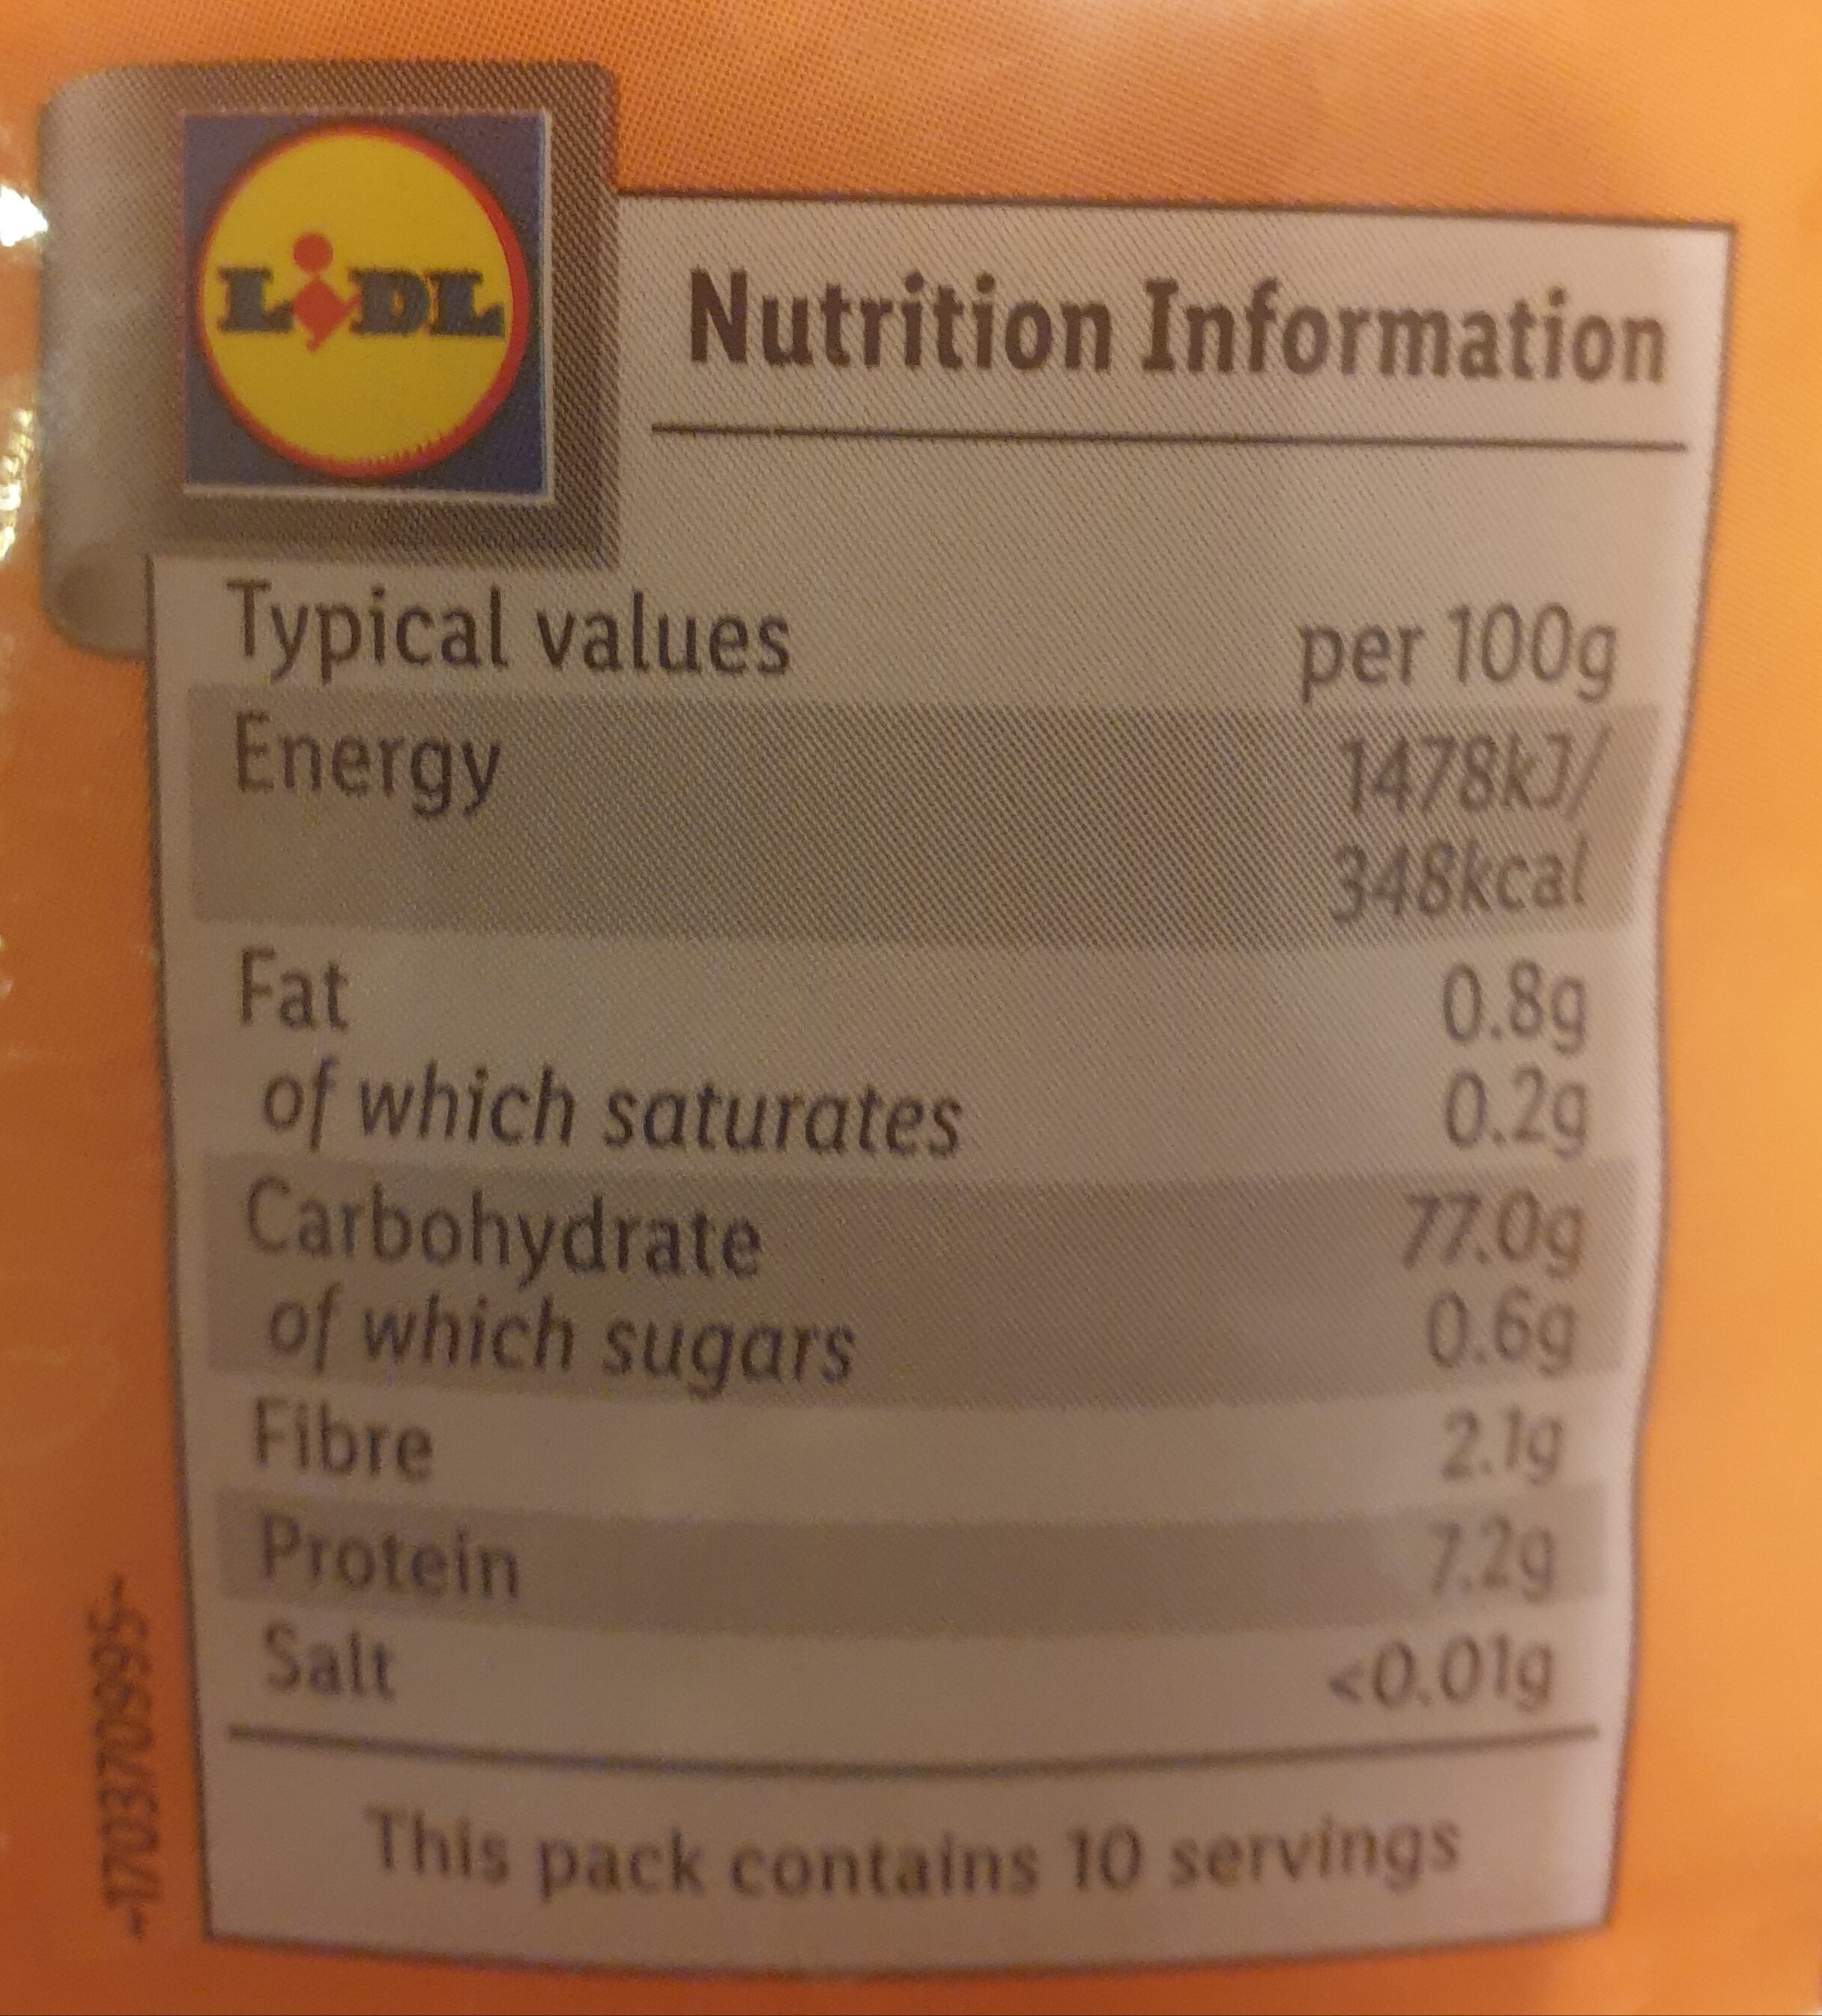 LIDL
Nutrition Information
Typical values per 100g
Energy 1478kJ/
348kcal
Fat 0.8g
of which saturates 0.2g
Carbohydrate 77.0g
of which sugars 0.6g
Fibre 2.1g
Protein 7.2g
Salt <0.01g
This pack contains 10 servings
-170370995-